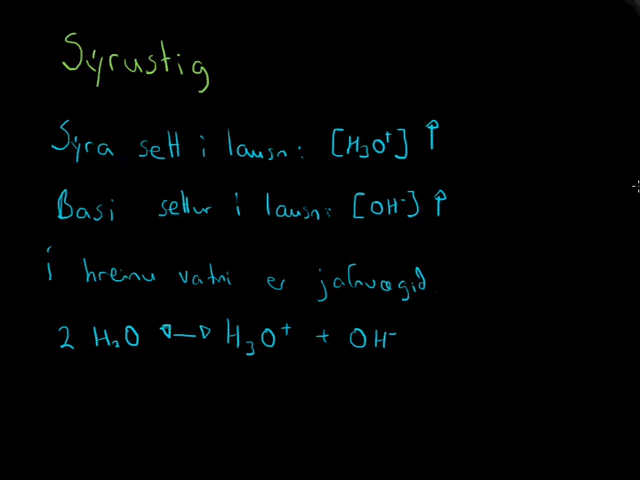 Sýrustig
Sýra sett í lausn: [H₃O⁺] ↑
Basi settur í lausn: [OH⁻] ↑
Í hreinu vatni er jafnvægið
2 H₂O ↔ H₃O⁺ + OH⁻